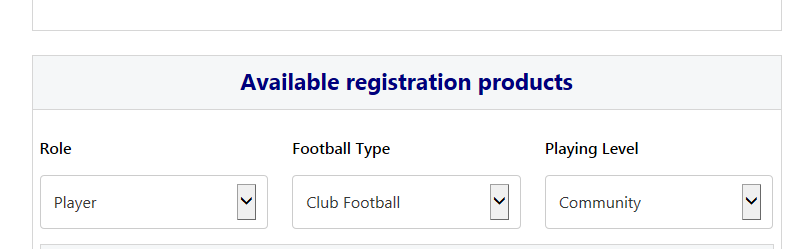 Available registration products
Role Football Type Playing Level
Player Club Football Community